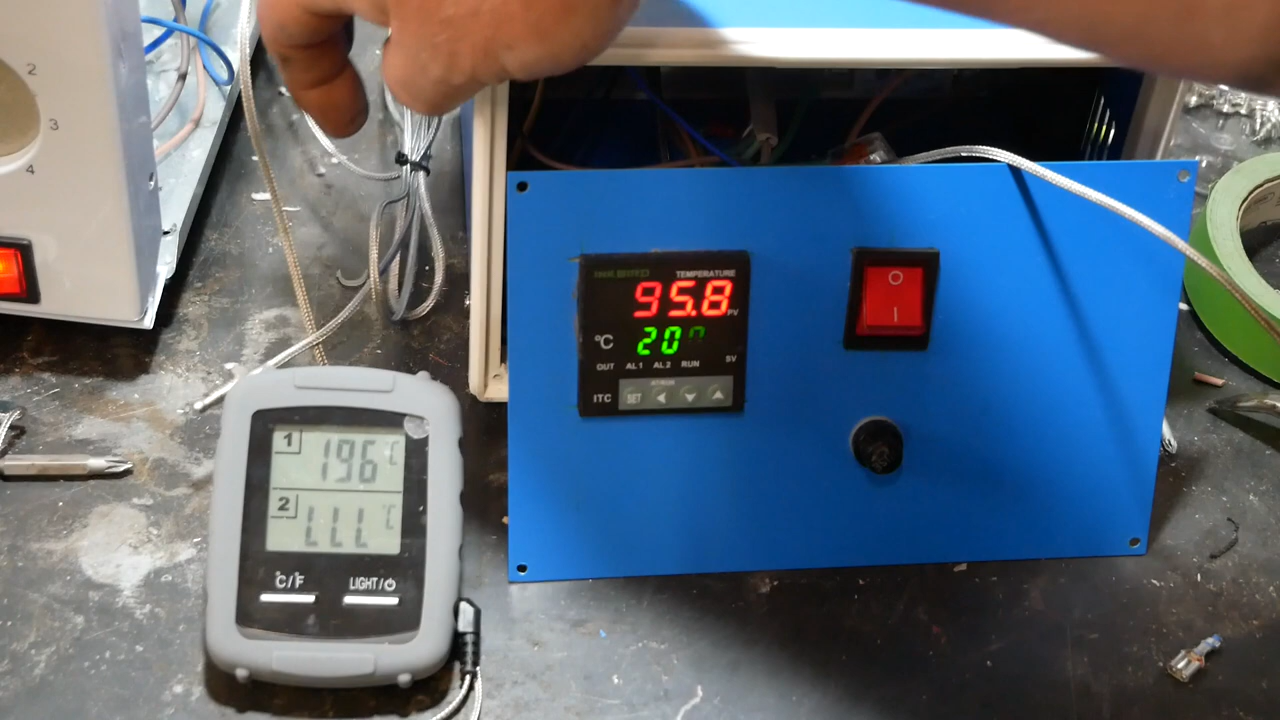 2
3
4
TEMPERATURE
95.8
PV
°C
20
OUT AL1 AL2 RUN SV
ITC SET
O
I
1 196 °C
2 LLL °C
°C/°F LIGHT/⏻